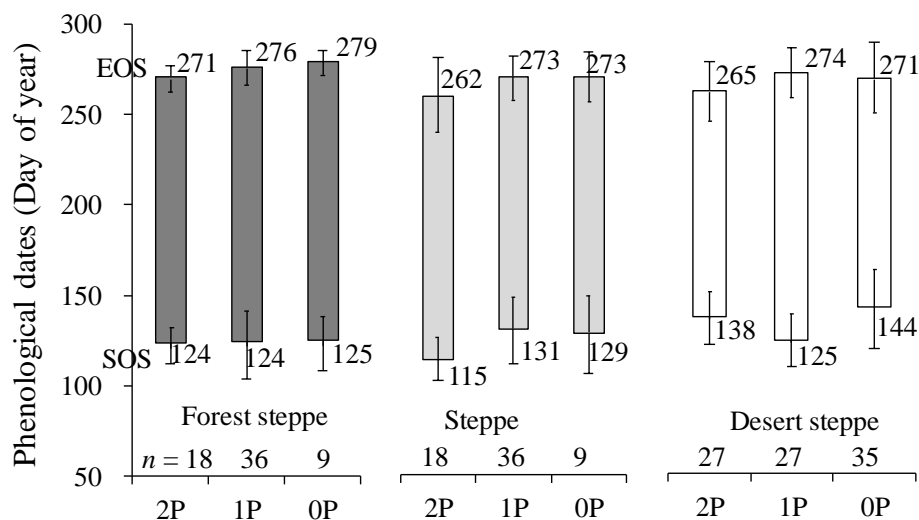 Phenological dates (Day of year)
300
250
200
150
100
50
EOS
SOS
271 276 279
124 124 125
262 273 273
115 131 129
265 274 271
138 125 144
Forest steppe Steppe Desert steppe
n = 18 36 9 18 36 9 27 27 35
2P 1P 0P 2P 1P 0P 2P 1P 0P